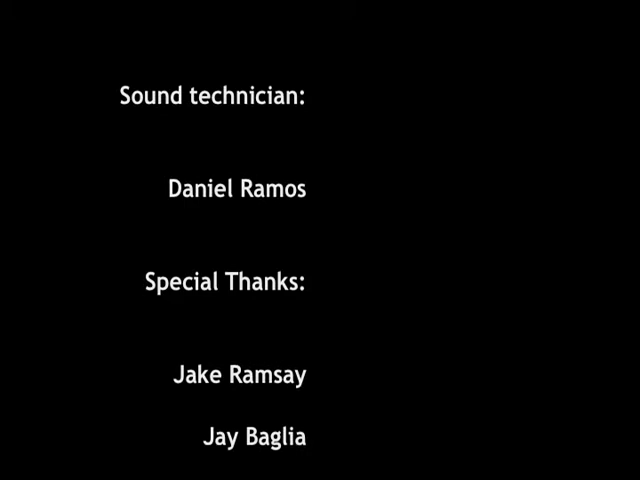 Sound technician:
Daniel Ramos
Special Thanks:
Jake Ramsay
Jay Baglia